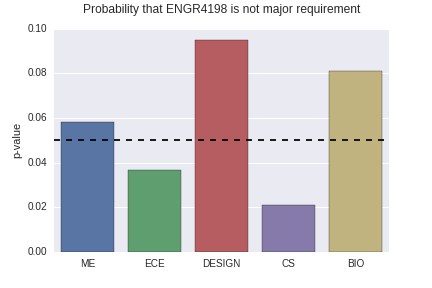 Probability that ENGR4198 is not major requirement
0.10
0.08
0.06
0.04
0.02
0.00
p-value
ME ECE DESIGN CS BIO